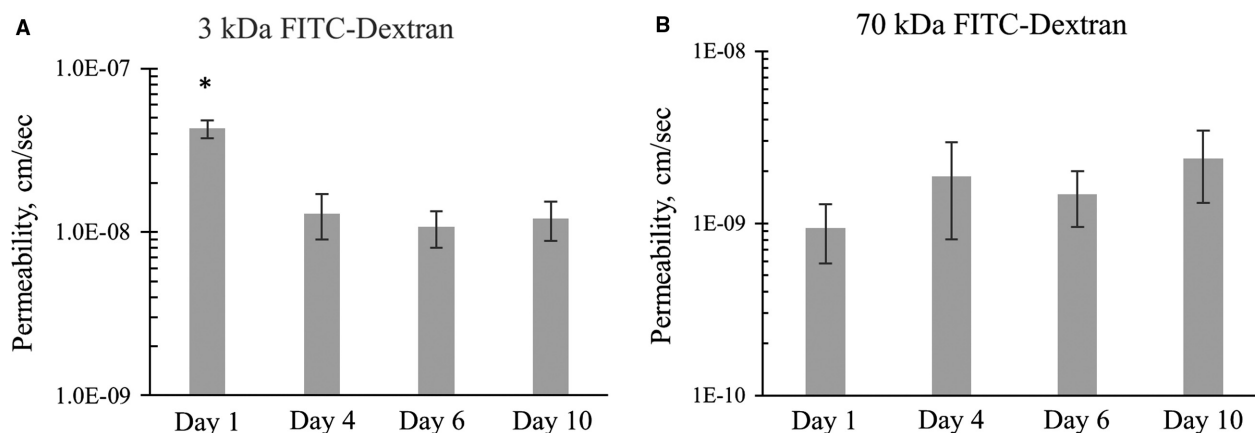 A
3 kDa FITC-Dextran
Permeability, cm/sec
1.0E-07
1.0E-08
1.0E-09
*
Day 1
Day 4
Day 6
Day 10
B
70 kDa FITC-Dextran
Permeability, cm/sec
1E-08
1E-09
1E-10
Day 1
Day 4
Day 6
Day 10